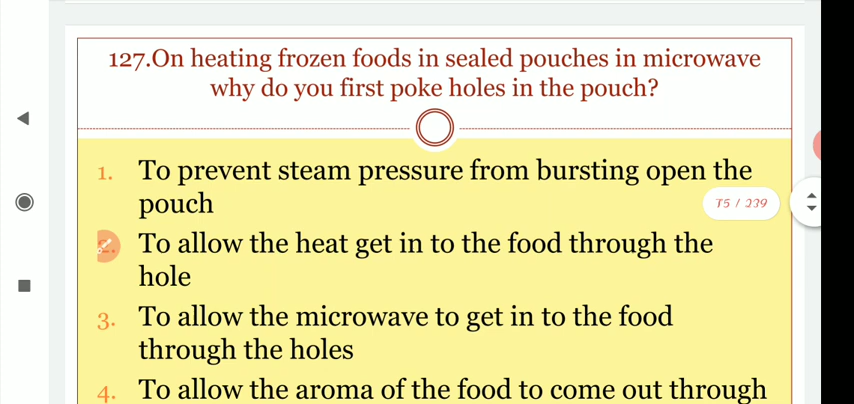 127.On heating frozen foods in sealed pouches in microwave
why do you first poke holes in the pouch?
1. To prevent steam pressure from bursting open the
pouch
75 / 239
2. To allow the heat get in to the food through the
hole
3. To allow the microwave to get in to the food
through the holes
4. To allow the aroma of the food to come out through